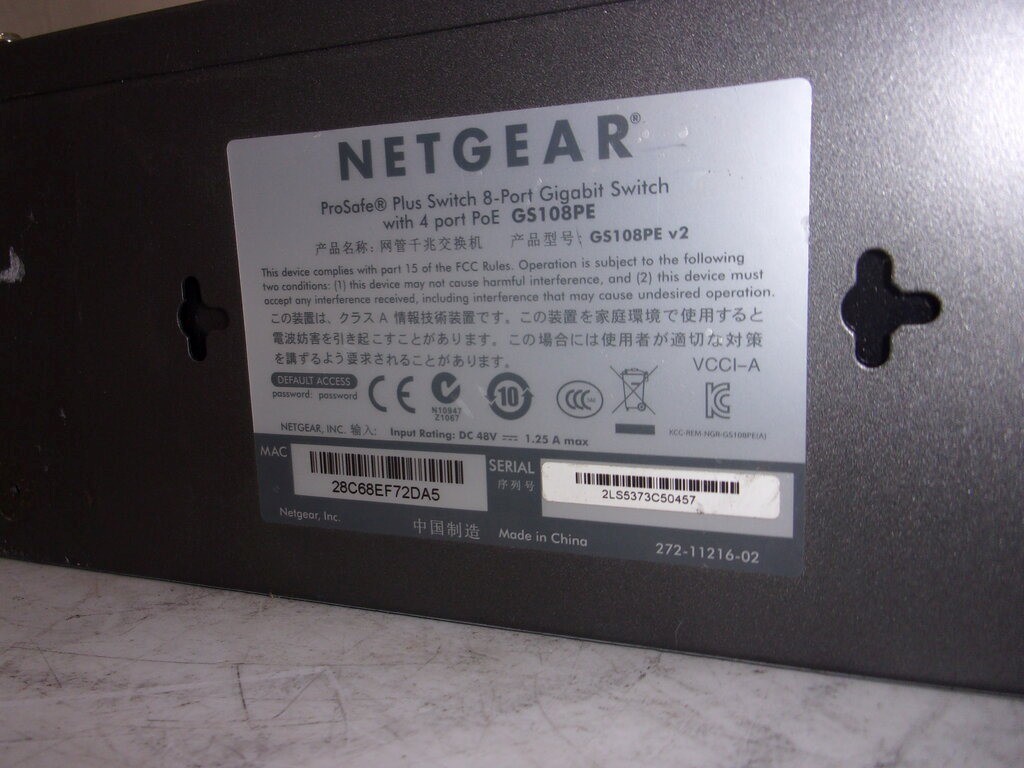 NETGEAR®
ProSafe® Plus Switch 8-Port Gigabit Switch
with 4 port PoE GS108PE
产品名称: 网管千兆交换机 产品型号: GS108PE v2
This device complies with part 15 of the FCC Rules. Operation is subject to the following
two conditions: (1) this device may not cause harmful interference, and (2) this device must
accept any interference received, including interference that may cause undesired operation.
この装置は、クラス A 情報技術装置です。この装置を家庭環境で使用すると
電波妨害を引き起こすことがあります。この場合には使用者が適切な対策
を講ずるよう要求されることがあります。
VCCI-A
DEFAULT ACCESS
password: password
CE
N10947
Z1067
10
CCC
KCC-REM-NGR-GS108PE(A)
NETGEAR, INC. 输入: Input Rating: DC 48V ⎓ 1.25 A max
MAC
28C68EF72DA5
SERIAL
序列号
2LS5373C50457
Netgear, Inc.
中国制造 Made in China
272-11216-02